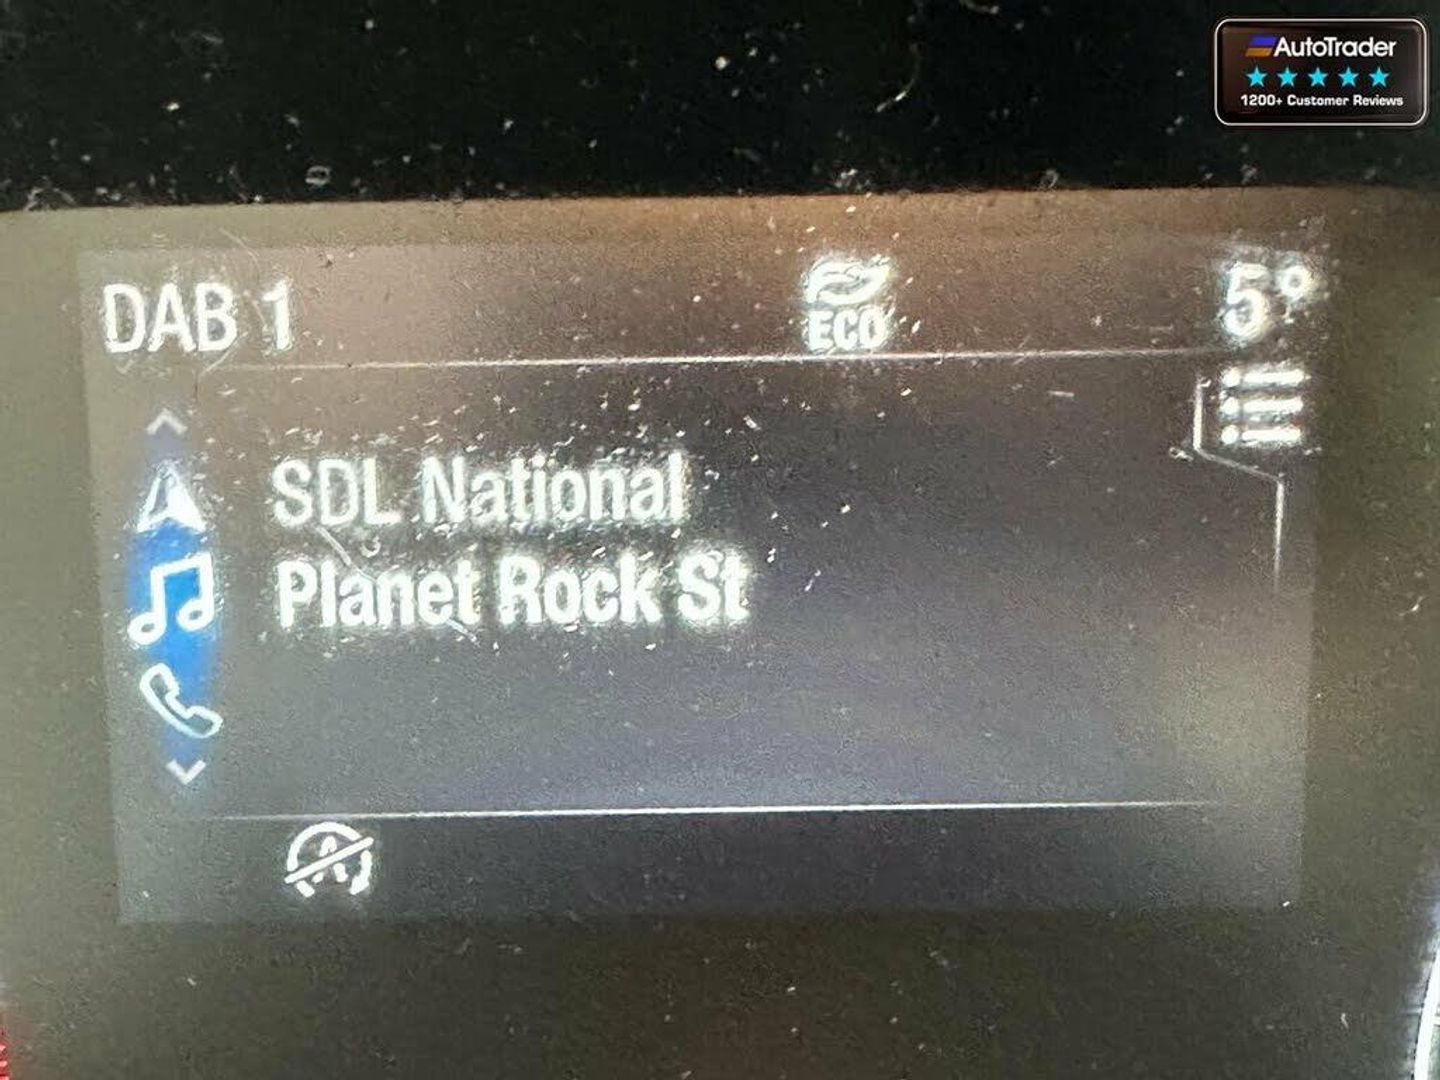 AutoTrader
1200+ Customer Reviews
DAB 1
ECO
5°
SDL National
Planet Rock St
A